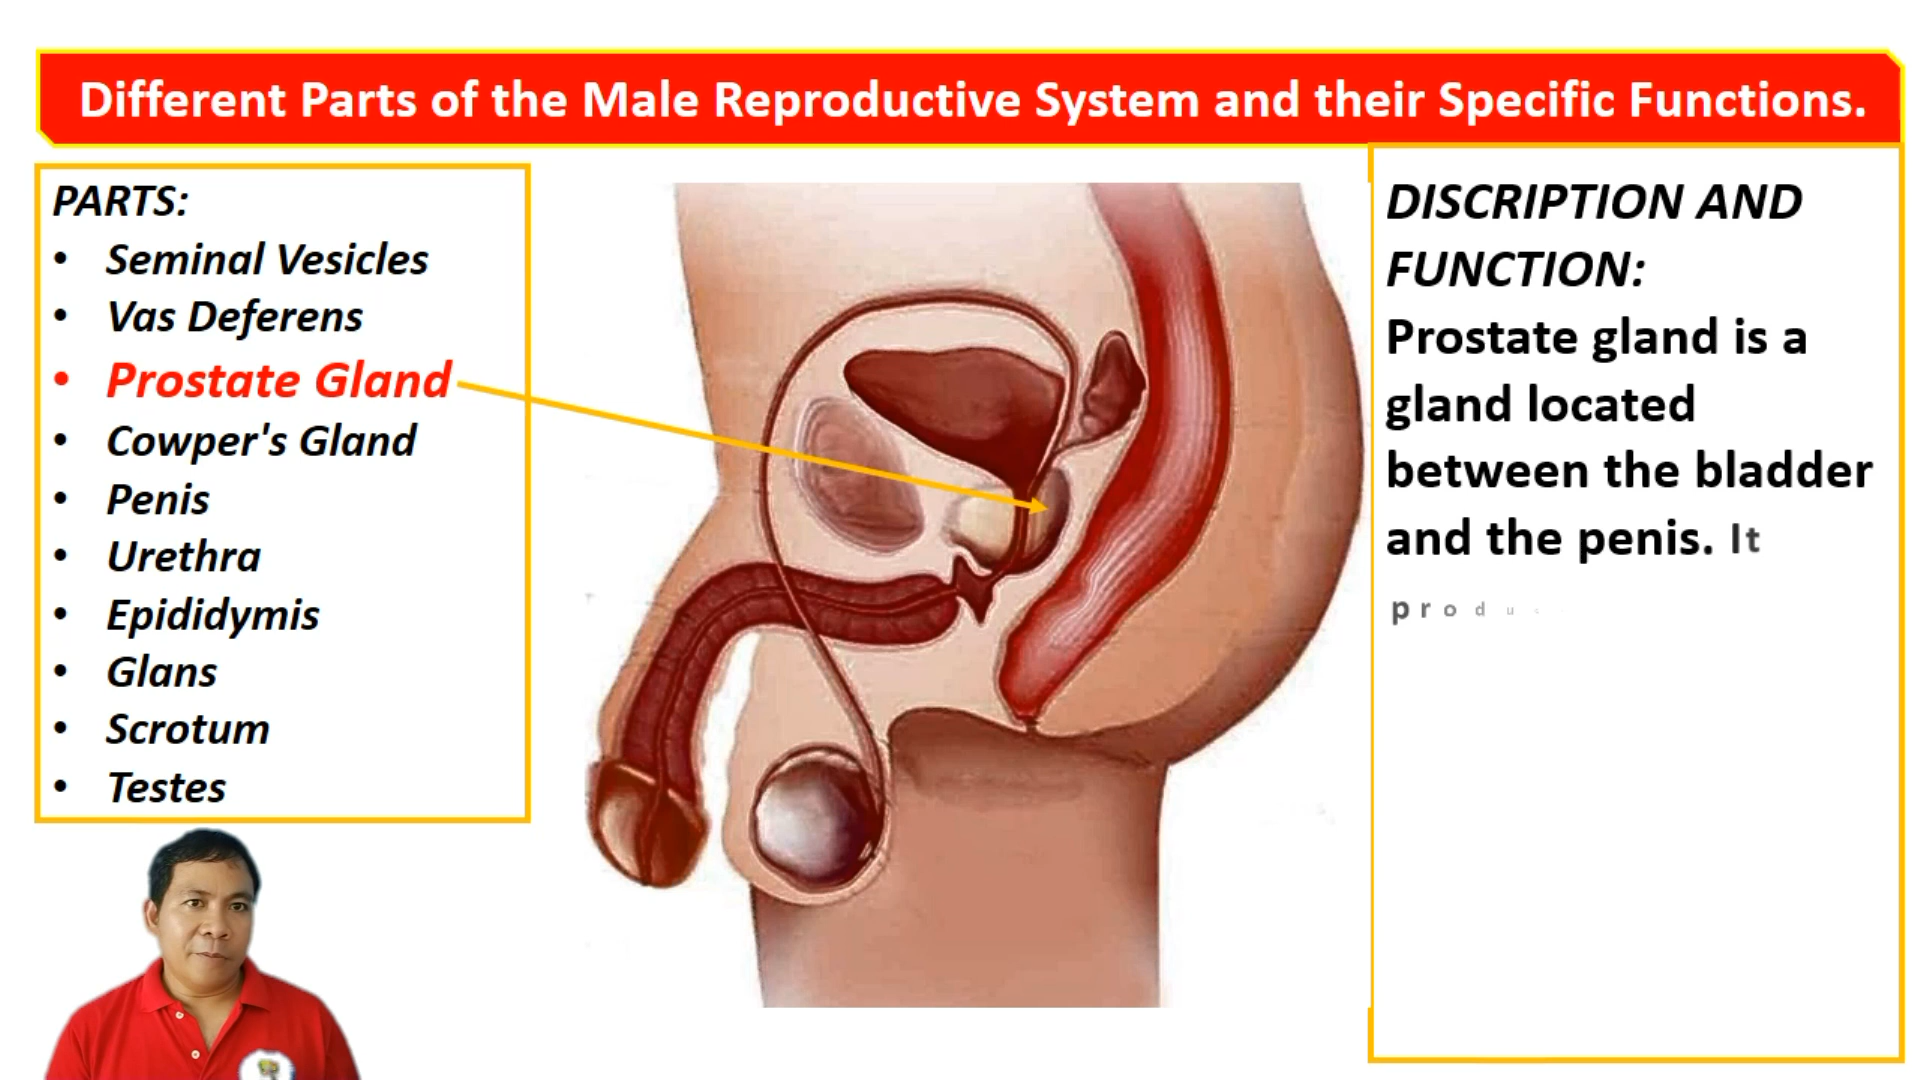 Different Parts of the Male Reproductive System and their Specific Functions.
PARTS:
• Seminal Vesicles
• Vas Deferens
• Prostate Gland
• Cowper's Gland
• Penis
• Urethra
• Epididymis
• Glans
• Scrotum
• Testes
DISCRIPTION AND
FUNCTION:
Prostate gland is a
gland located
between the bladder
and the penis. It
produ